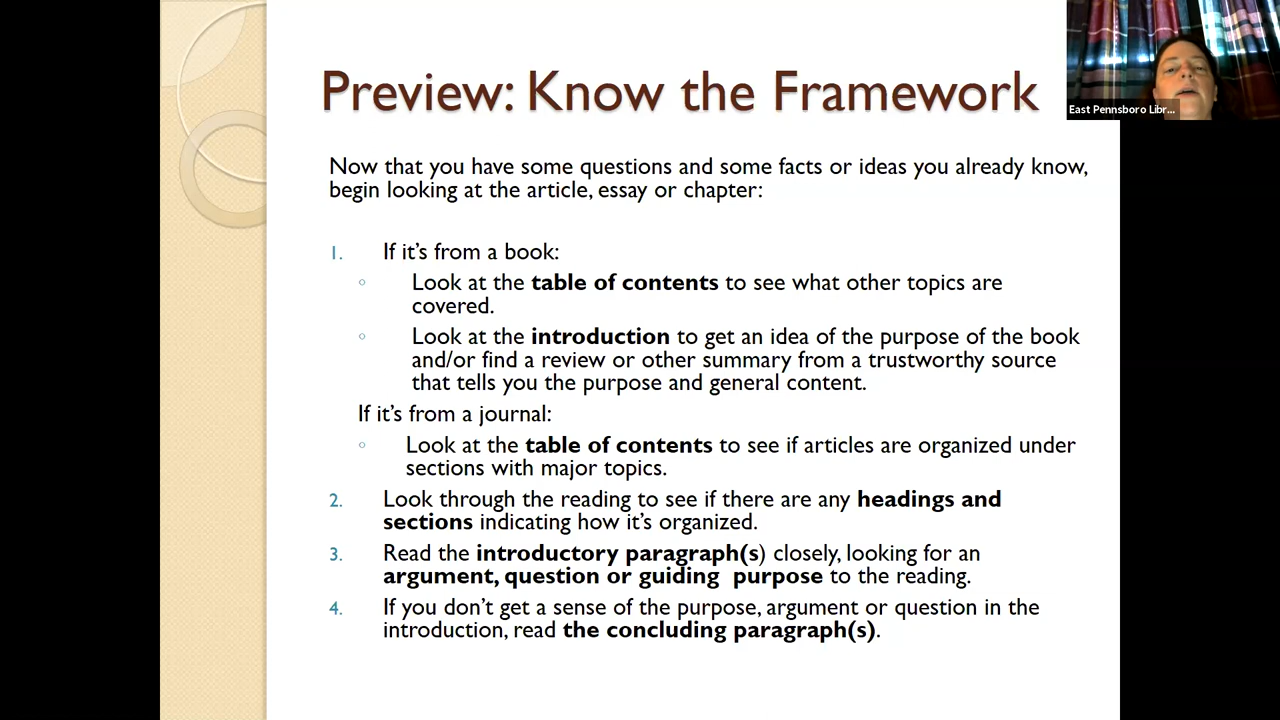 Preview: Know the Framework
East Pennsboro Libr...
Now that you have some questions and some facts or ideas you already know,
begin looking at the article, essay or chapter:
1. If it's from a book:
◦ Look at the table of contents to see what other topics are
covered.
◦ Look at the introduction to get an idea of the purpose of the book
and/or find a review or other summary from a trustworthy source
that tells you the purpose and general content.
If it's from a journal:
◦ Look at the table of contents to see if articles are organized under
sections with major topics.
2. Look through the reading to see if there are any headings and
sections indicating how it's organized.
3. Read the introductory paragraph(s) closely, looking for an
argument, question or guiding purpose to the reading.
4. If you don't get a sense of the purpose, argument or question in the
introduction, read the concluding paragraph(s).